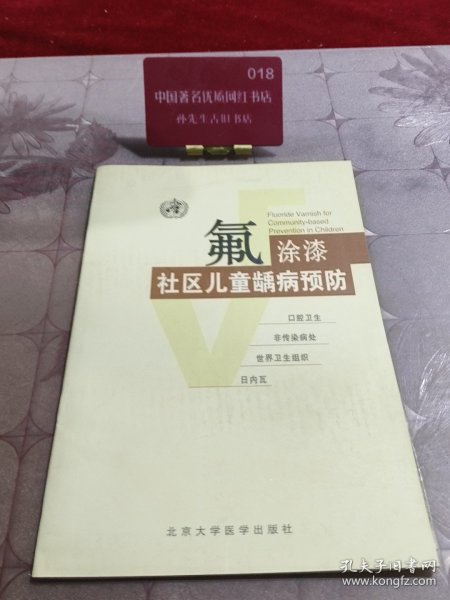 018
中国著名优质网红书店
孙先生古旧书店
Fluoride Varnish for
Community-based
Prevention in Children
氟 涂漆
社区儿童龋病预防
口腔卫生
非传染病处
世界卫生组织
日内瓦
北京大学医学出版社
孔夫子旧书网
www.kongfz.com